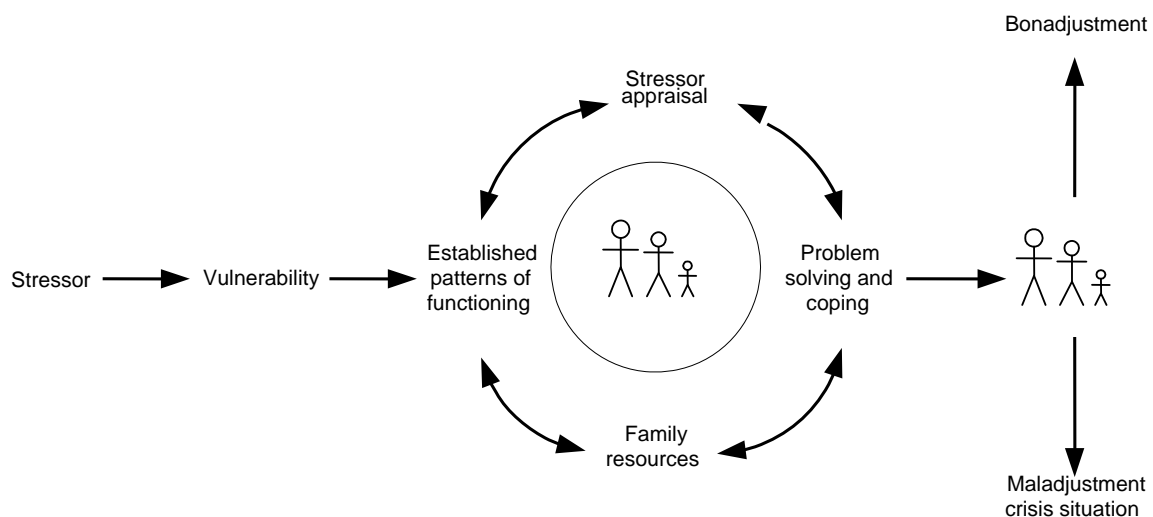 Bonadjustment
Stressor
appraisal
Stressor
Vulnerability
Established
patterns of
functioning
Problem
solving and
coping
Family
resources
Maladjustment
crisis situation